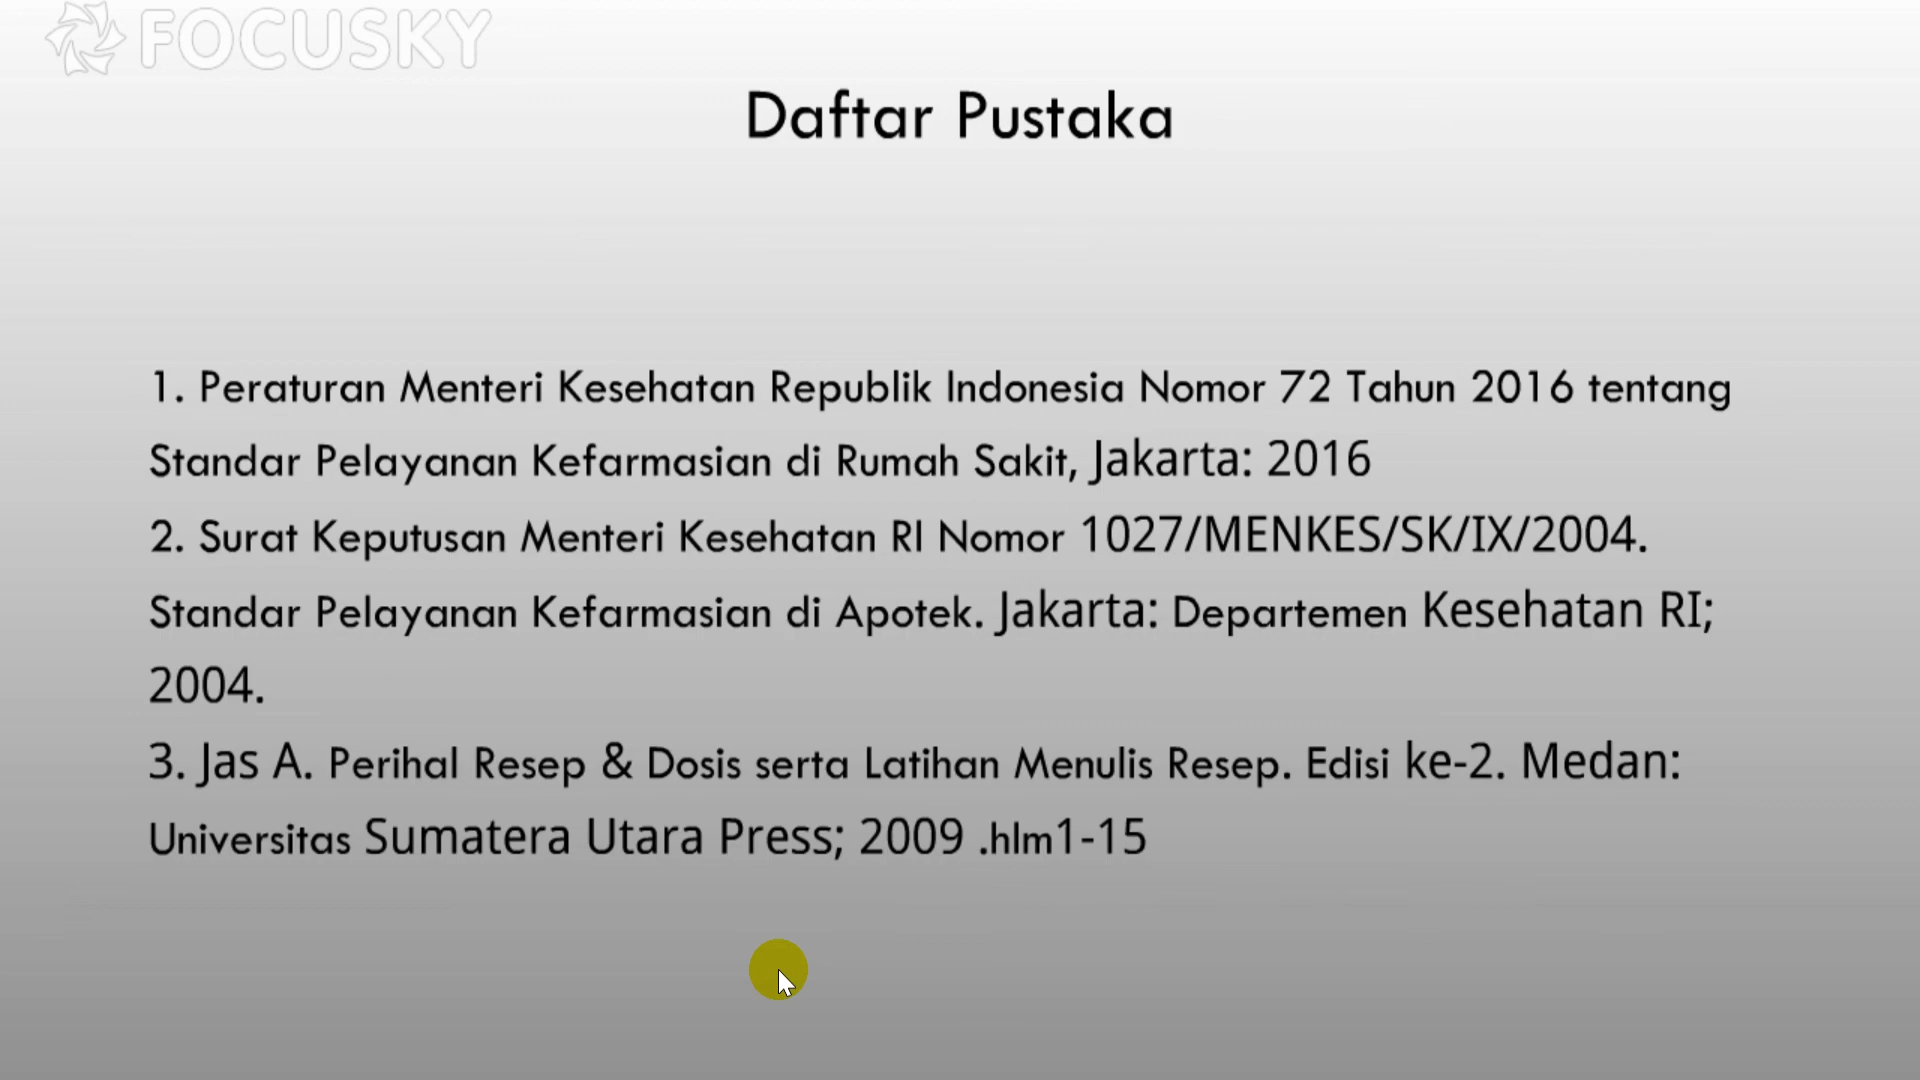 FOCUSKY
Daftar Pustaka
1. Peraturan Menteri Kesehatan Republik Indonesia Nomor 72 Tahun 2016 tentang
Standar Pelayanan Kefarmasian di Rumah Sakit, Jakarta: 2016
2. Surat Keputusan Menteri Kesehatan RI Nomor 1027/MENKES/SK/IX/2004.
Standar Pelayanan Kefarmasian di Apotek. Jakarta: Departemen Kesehatan RI;
2004.
3. Jas A. Perihal Resep & Dosis serta Latihan Menulis Resep. Edisi ke-2. Medan:
Universitas Sumatera Utara Press; 2009 .hlm1-15